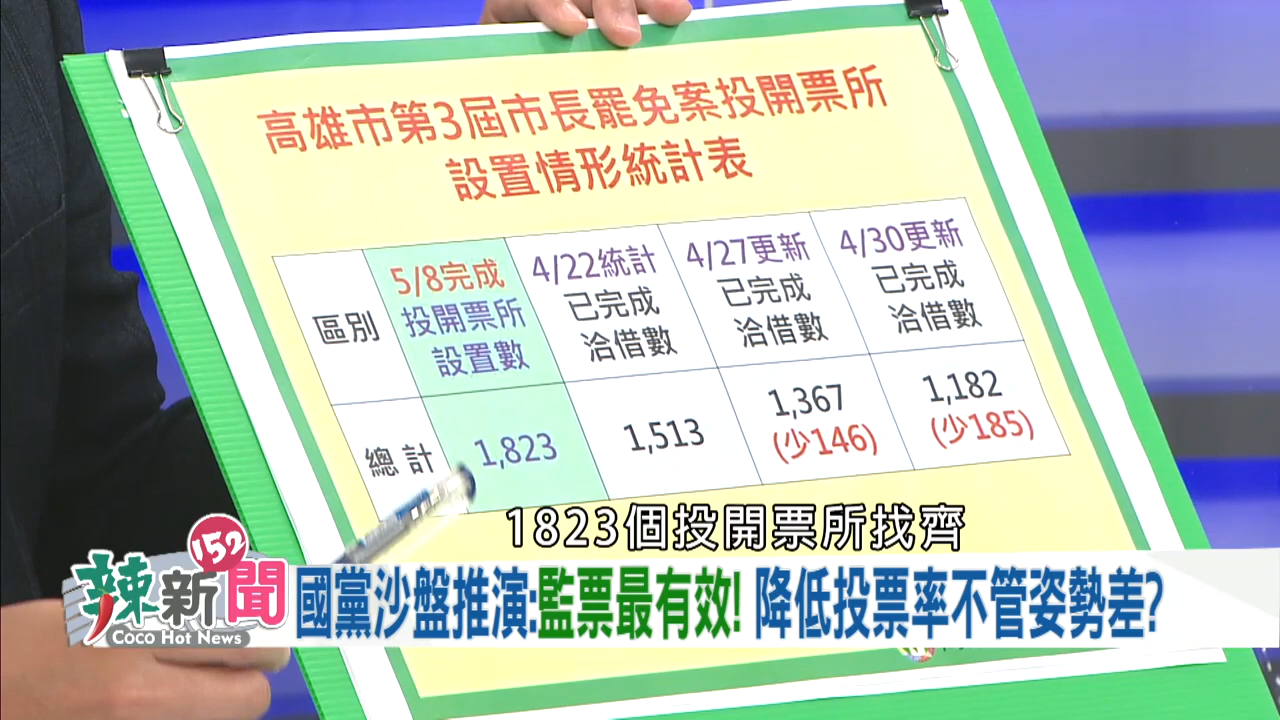 高雄市第3屆市長罷免案投開票所
設置情形統計表
區別
5/8完成
投開票所
設置數
4/22統計
已完成
洽借數
4/27更新
已完成
洽借數
4/30更新
已完成
洽借數
總計
1,823
1,513
1,367
(少146)
1,182
(少185)
1823個投開票所找齊
152
辣新聞
Coco Hot News
國黨沙盤推演:監票最有效! 降低投票率不管姿勢差?